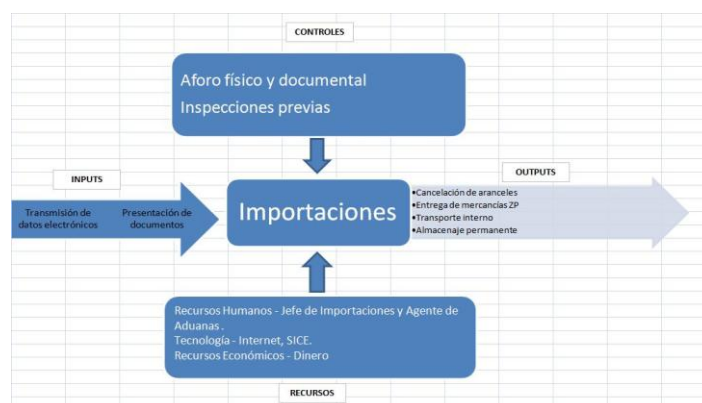 CONTROLES
Aforo físico y documental
Inspecciones previas
INPUTS
Transmisión de
datos electrónicos
Presentación de
documentos
Importaciones
OUTPUTS
•Cancelación de aranceles
•Entrega de mercancías ZP
•Transporte interno
•Almacenaje permanente
Recursos Humanos - Jefe de Importaciones y Agente de
Aduanas .
Tecnología - Internet, SICE.
Recursos Económicos - Dinero
RECURSOS